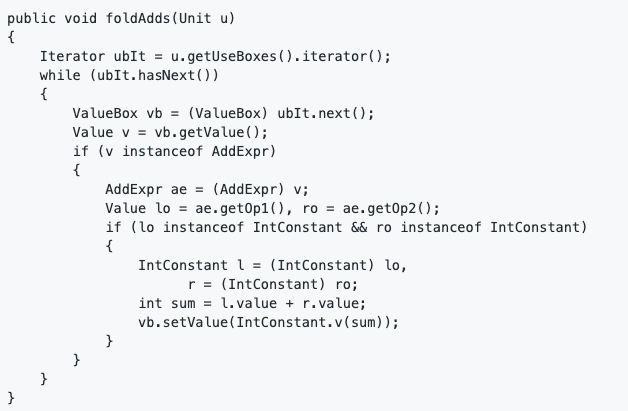 public void foldAdds(Unit u)
{
    Iterator ubIt = u.getUseBoxes().iterator();
    while (ubIt.hasNext())
    {
        ValueBox vb = (ValueBox) ubIt.next();
        Value v = vb.getValue();
        if (v instanceof AddExpr)
        {
            AddExpr ae = (AddExpr) v;
            Value lo = ae.getOp1(), ro = ae.getOp2();
            if (lo instanceof IntConstant && ro instanceof IntConstant)
            {
                IntConstant l = (IntConstant) lo,
                      r = (IntConstant) ro;
                int sum = l.value + r.value;
                vb.setValue(IntConstant.v(sum));
            }
        }
    }
}